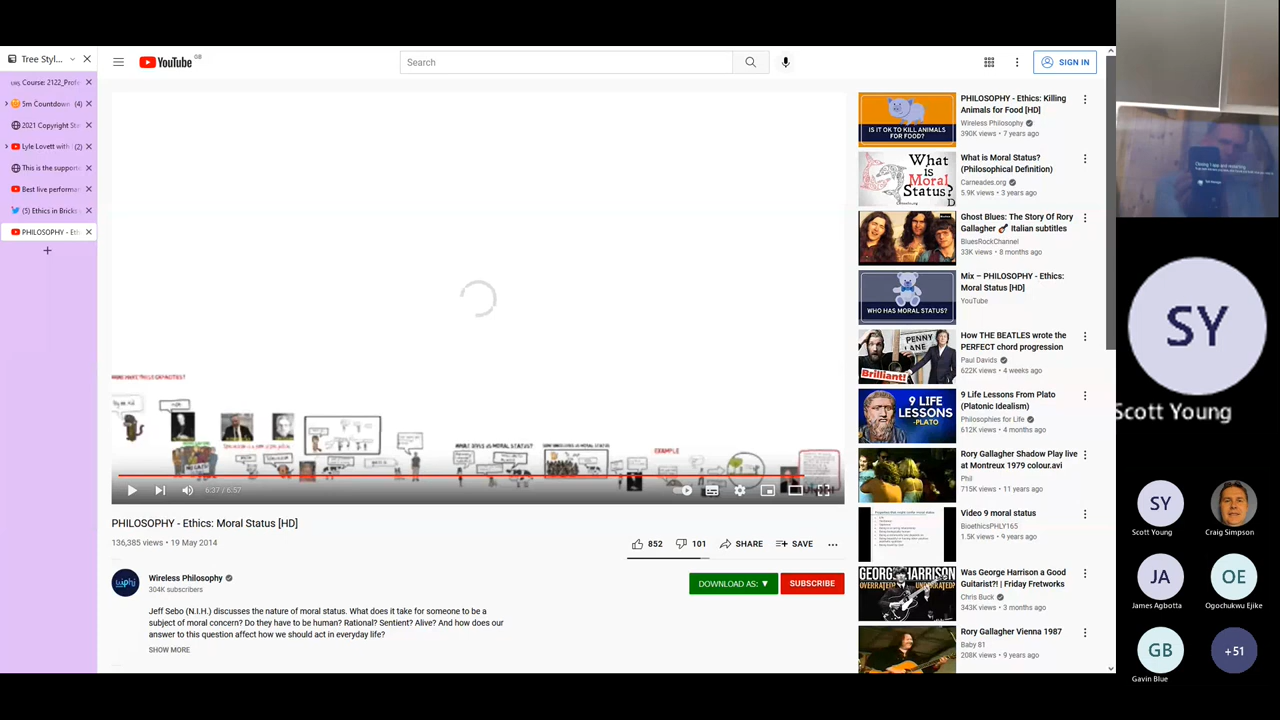 Tree Styl...
Course: 2122_Profe
5m Countdown (4)
2021 Copyright Sta
Lyle Lovett with (2)
This is the supporte
Best live performan
(5) Ethics in Bricks
PHILOSOPHY - Eth
YouTube GB
Search
SIGN IN
6:37 / 6:57
PHILOSOPHY - Ethics: Moral Status [HD]
136,385 views • 19 May 2014
852
101
SHARE
SAVE
wiphi
Wireless Philosophy
304K subscribers
DOWNLOAD AS: ▼
SUBSCRIBE
Jeff Sebo (N.I.H.) discusses the nature of moral status. What does it take for someone to be a
subject of moral concern? Do they have to be human? Rational? Sentient? Alive? And how does our
answer to this question affect how we should act in everyday life?
SHOW MORE
IS IT OK TO KILL ANIMALS
FOR FOOD?
PHILOSOPHY - Ethics: Killing
Animals for Food [HD]
Wireless Philosophy
390K views • 7 years ago
What
is
Moral
Status?
What is Moral Status?
(Philosophical Definition)
Carneades.org
5.9K views • 3 years ago
Ghost Blues: The Story Of Rory
Gallagher 🎸 Italian subtitles
BluesRockChannel
33K views • 8 months ago
WHO HAS MORAL STATUS?
Mix – PHILOSOPHY - Ethics:
Moral Status [HD]
YouTube
PENNY
LANE
Brilliant!
How THE BEATLES wrote the
PERFECT chord progression
Paul Davids
622K views • 4 weeks ago
9 LIFE
LESSONS
-PLATO
9 Life Lessons From Plato
(Platonic Idealism)
Philosophies for Life
612K views • 4 months ago
Rory Gallagher Shadow Play live
at Montreux 1979 colour.avi
Phil
715K views • 11 years ago
Video 9 moral status
BioethicsPHLY165
1.5K views • 9 years ago
GEORGE HARRISON
OVERRATED
UNDERRATED?
Was George Harrison a Good
Guitarist?! | Friday Fretworks
Chris Buck
343K views • 3 months ago
Rory Gallagher Vienna 1987
Baby 81
208K views • 9 years ago
Closing 1 app and restarting
SY
Scott Young
SY
Scott Young
Craig Simpson
JA
James Agbotta
OE
Ogochukwu Ejike
GB
Gavin Blue
+51